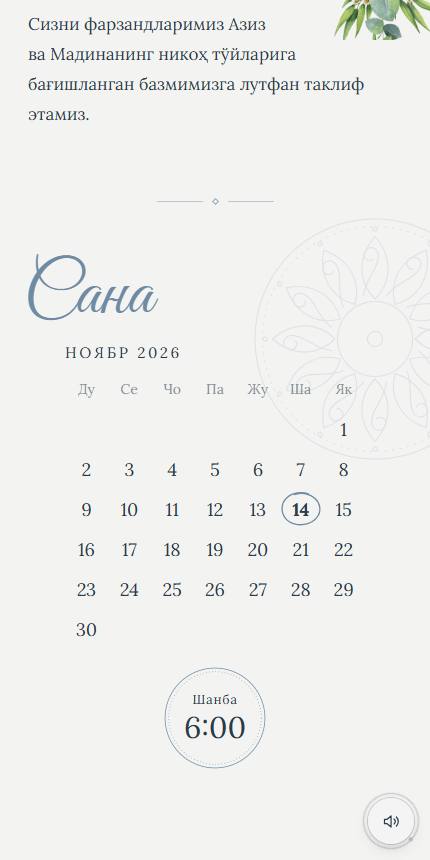 Сизни фарзандларимиз Азиз
ва Мадинанинг никоҳ тўйларига
бағишланган базмимизга лутфан таклиф
этамиз.
Сана
НОЯБР 2026
Ду Се Чо Па Жу Ша Як
1
2 3 4 5 6 7 8
9 10 11 12 13 14 15
16 17 18 19 20 21 22
23 24 25 26 27 28 29
30
Шанба
6:00